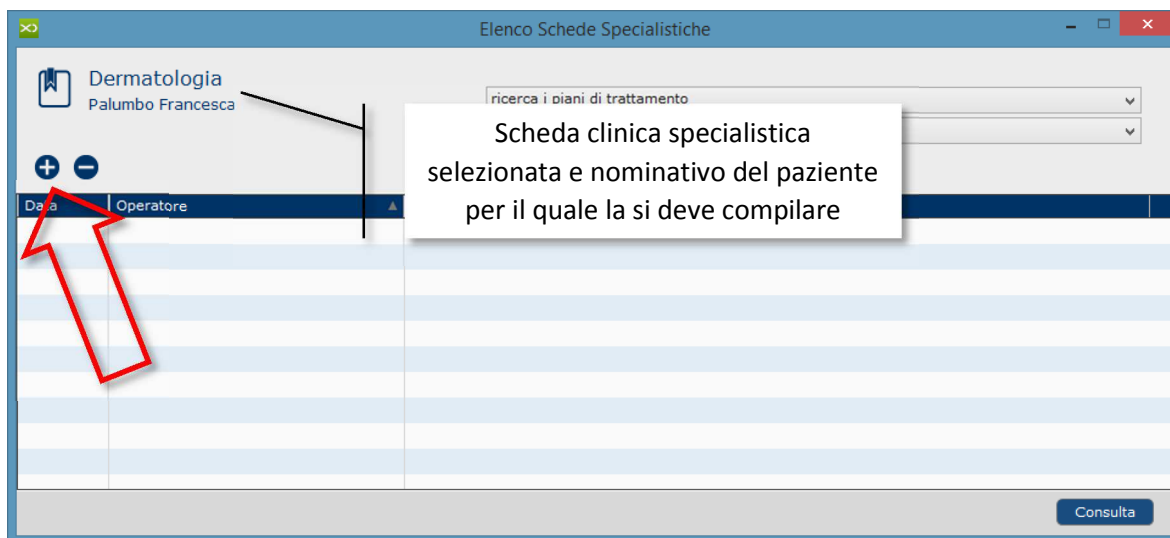 Elenco Schede Specialistiche
Dermatologia
Palumbo Francesca
ricerca i piani di trattamento
Scheda clinica specialistica
selezionata e nominativo del paziente
per il quale la si deve compilare
Data Operatore
Consulta